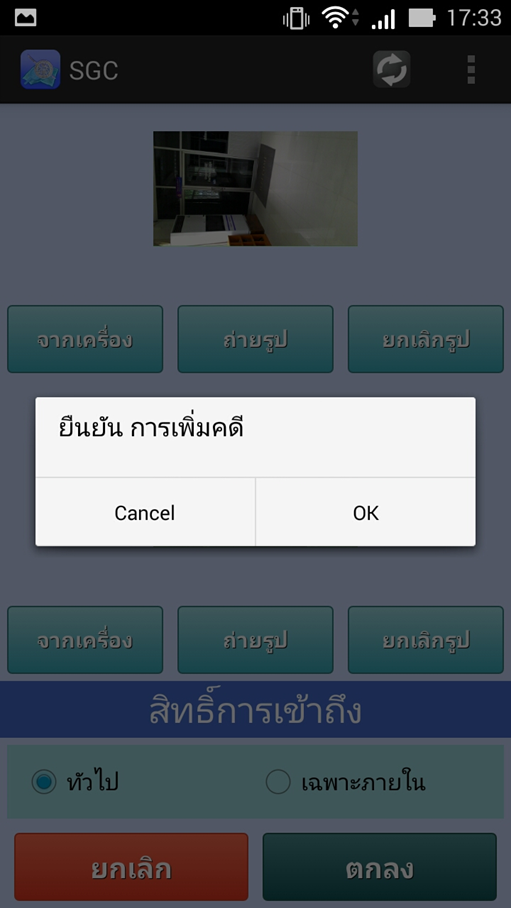 17:33
SGC
จากเครื่อง ถ่ายรูป ยกเลิกรูป
ยืนยัน การเพิ่มคดี
Cancel OK
จากเครื่อง ถ่ายรูป ยกเลิกรูป
สิทธิ์การเข้าถึง
ทั่วไป เฉพาะภายใน
ยกเลิก ตกลง